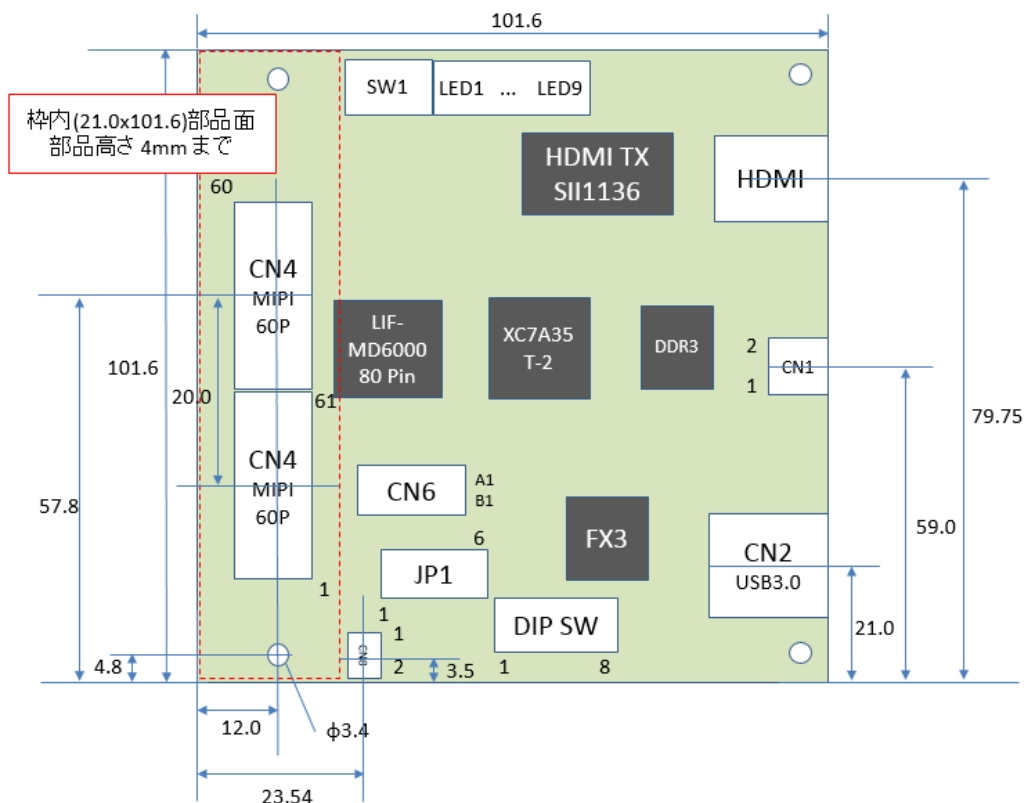 101.6
SW1
LED1 ... LED9
枠内(21.0x101.6)部品面
部品高さ 4mm まで
HDMI TX
SII1136
HDMI
60
CN4
MIPI
60P
LIF-
MD6000
80 Pin
XC7A35
T-2
DDR3
2
CN1
1
101.6
20.0
61
79.75
CN4
MIPI
60P
CN6
A1
B1
57.8
59.0
FX3
CN2
USB3.0
6
JP1
1
1
DIP SW
21.0
1
2
4.8
3.5
1
8
12.0
ϕ3.4
23.54